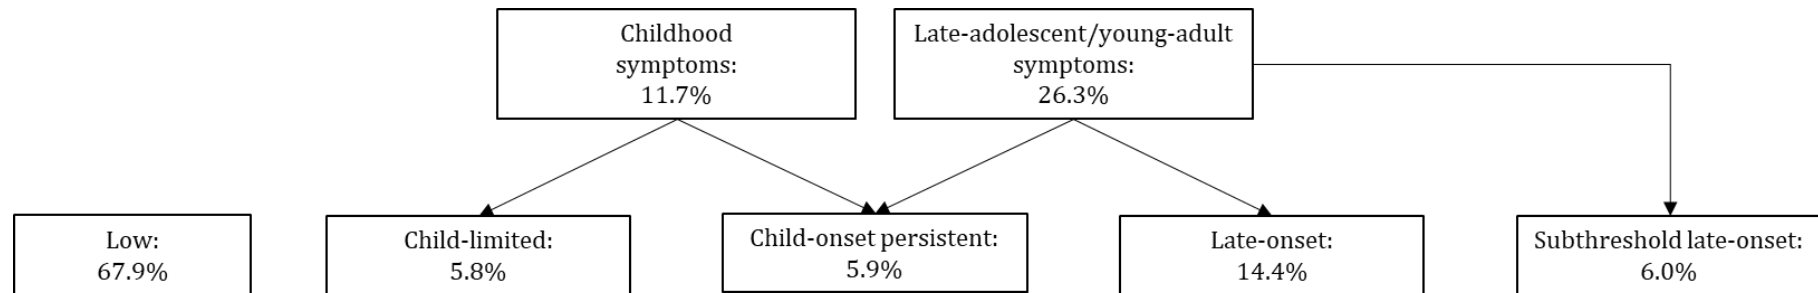 Childhood
symptoms:
11.7%
Late-adolescent/young-adult
symptoms:
26.3%
Low:
67.9%
Child-limited:
5.8%
Child-onset persistent:
5.9%
Late-onset:
14.4%
Subthreshold late-onset:
6.0%